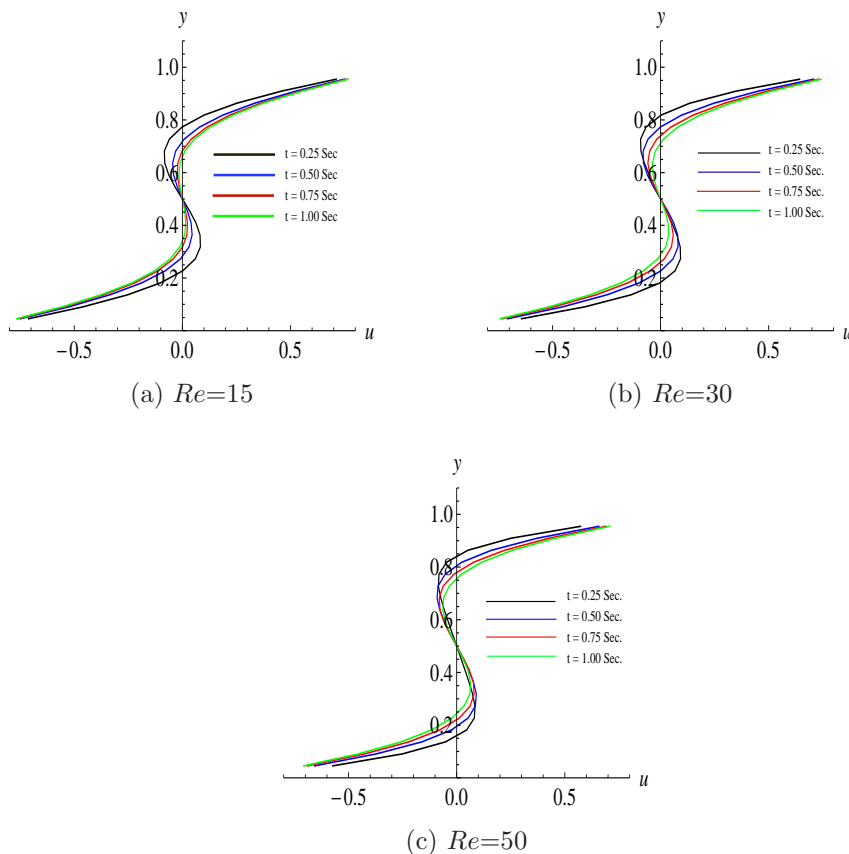 y
1.0
0.8
0.6
0.4
0.2
−0.5
0.0
0.5
u
t = 0.25 Sec
t = 0.50 Sec
t = 0.75 Sec
t = 1.00 Sec
(a) Re=15
y
1.0
0.8
0.6
0.4
0.2
−0.5
0.0
0.5
u
t = 0.25 Sec.
t = 0.50 Sec.
t = 0.75 Sec.
t = 1.00 Sec.
(b) Re=30
y
1.0
0.8
0.6
0.4
0.2
−0.5
0.0
0.5
u
t = 0.25 Sec.
t = 0.50 Sec.
t = 0.75 Sec.
t = 1.00 Sec.
(c) Re=50